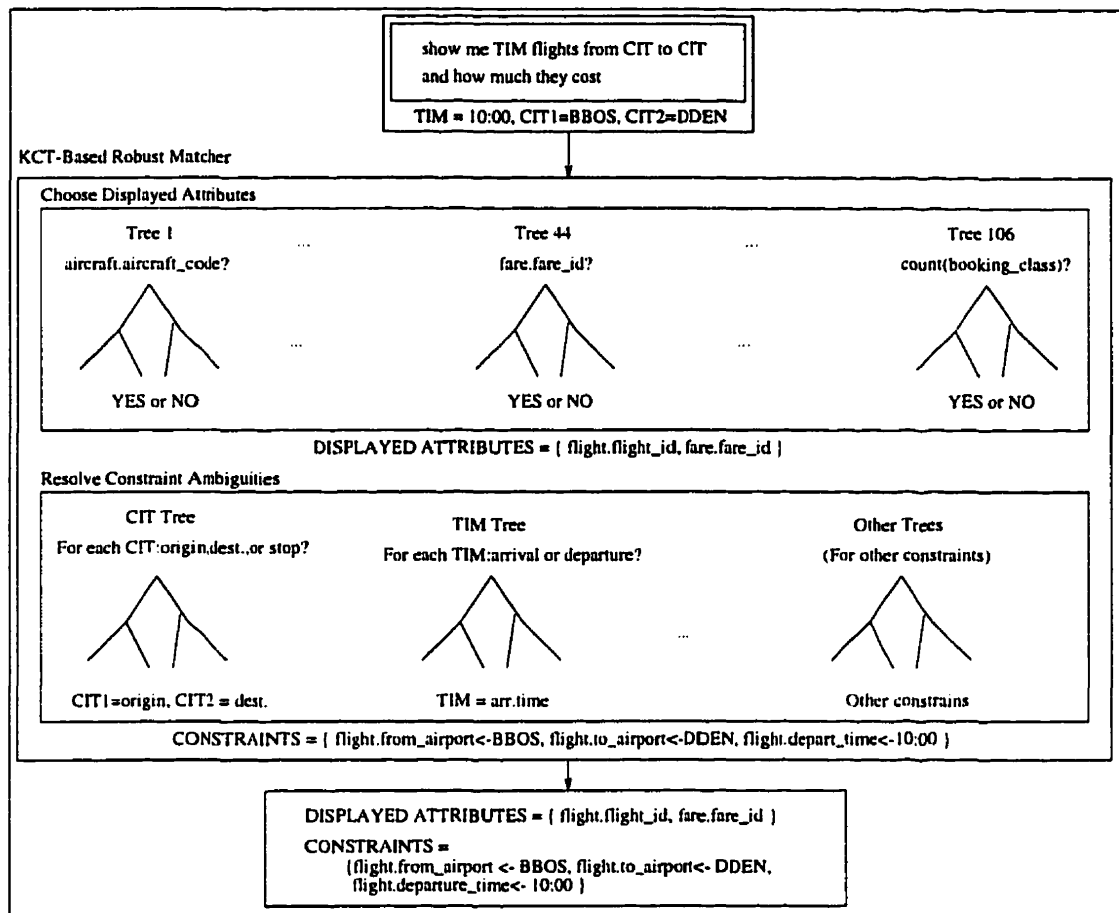 show me TIM flights from CIT to CIT
and how much they cost
TIM = 10:00, CIT1=BBOS, CIT2=DDEN
KCT-Based Robust Matcher
Choose Displayed Attributes
Tree 1 ... Tree 44 ... Tree 106
aircraft.aircraft_code? fare.fare_id? count(booking_class)?
... ...
YES or NO YES or NO YES or NO
DISPLAYED ATTRIBUTES = { flight.flight_id, fare.fare_id }
Resolve Constraint Ambiguities
CIT Tree TIM Tree Other Trees
For each CIT:origin,dest.,or stop? For each TIM:arrival or departure? (For other constraints)
...
CIT1=origin, CIT2 = dest. TIM = arr.time Other constrains
CONSTRAINTS = { flight.from_airport<-BBOS, flight.to_airport<-DDEN, flight.depart_time<-10:00 }
DISPLAYED ATTRIBUTES = { flight.flight_id, fare.fare_id }
CONSTRAINTS =
{flight.from_airport <- BBOS, flight.to_airport<- DDEN,
flight.departure_time<- 10:00 }